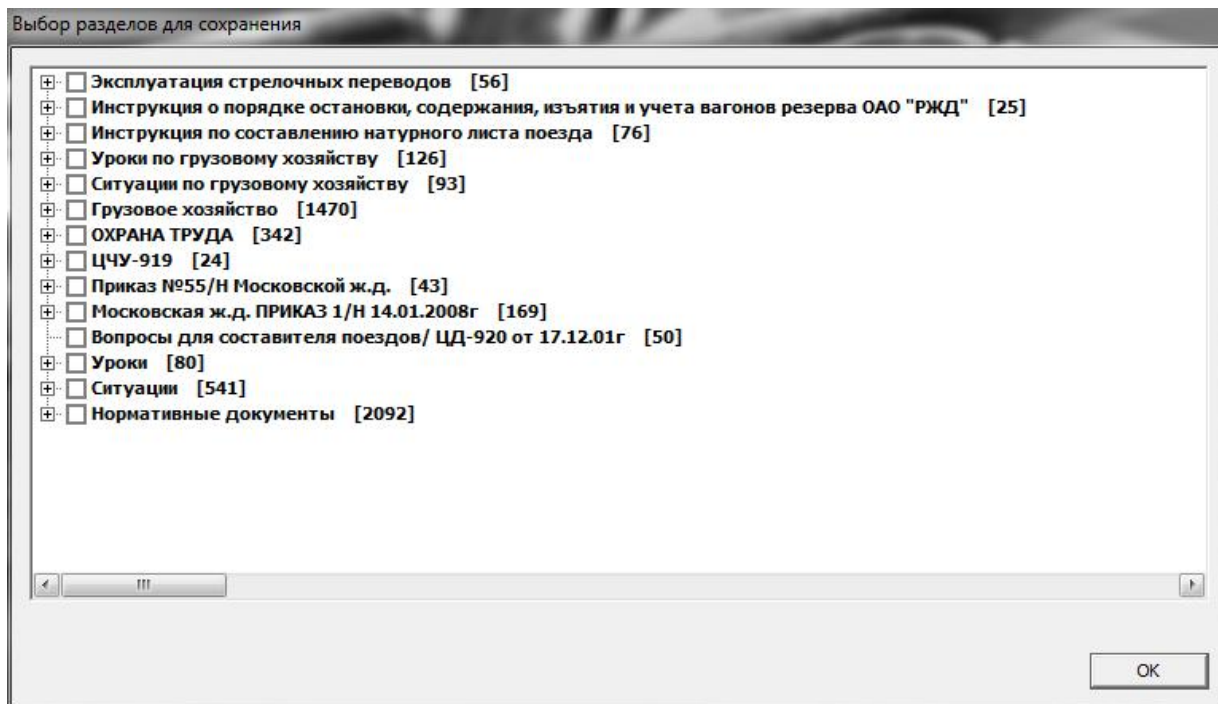 Выбор разделов для сохранения
Эксплуатация стрелочных переводов [56]
Инструкция о порядке остановки, содержания, изъятия и учета вагонов резерва ОАО "РЖД" [25]
Инструкция по составлению натурного листа поезда [76]
Уроки по грузовому хозяйству [126]
Ситуации по грузовому хозяйству [93]
Грузовое хозяйство [1470]
ОХРАНА ТРУДА [342]
ЦЧУ-919 [24]
Приказ №55/Н Московской ж.д. [43]
Московская ж.д. ПРИКАЗ 1/Н 14.01.2008г [169]
Вопросы для составителя поездов/ ЦД-920 от 17.12.01г [50]
Уроки [80]
Ситуации [541]
Нормативные документы [2092]
OK